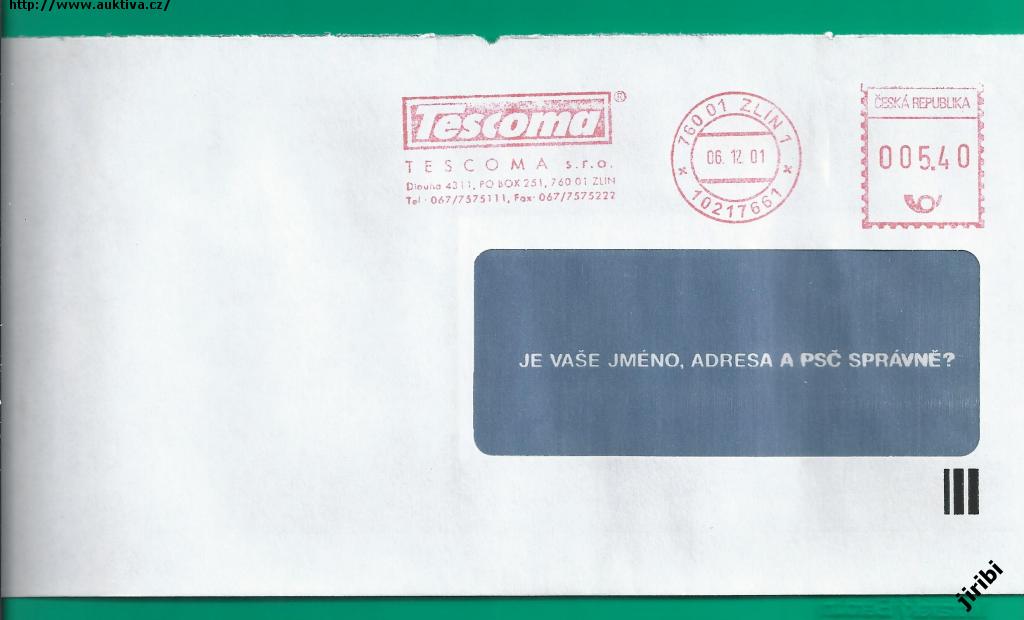 http://www.auktiva.cz/
Tescoma ®
TESCOMA s.r.o.
Dlouhá 4311, PO BOX 251, 760 01 ZLÍN
Tel· 067/7575111, Fax· 067/7575222
760 01 ZLÍN 1
06. 12 01
10217661
ČESKÁ REPUBLIKA
005.40
JE VAŠE JMÉNO, ADRESA A PSČ SPRÁVNĚ?
jiribi